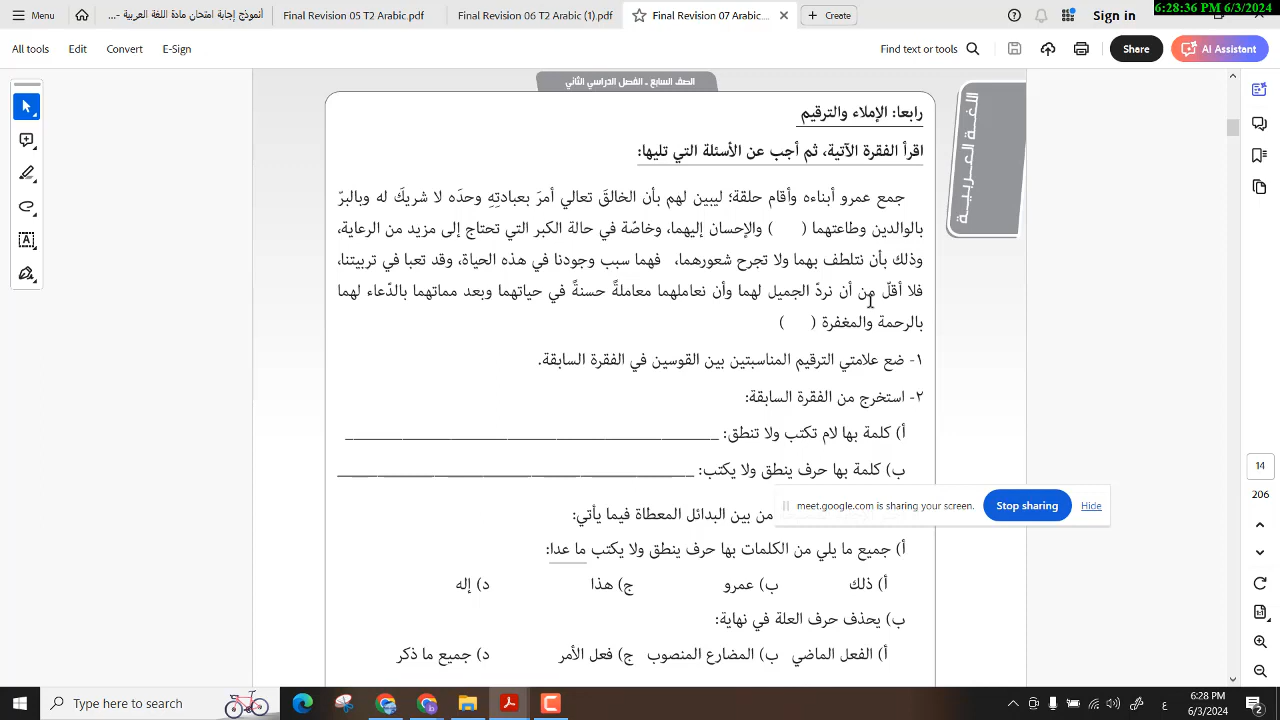 Menu
أنموذج إجابة امتحان مادة اللغة العربية ...
Final Revision 05 T2 Arabic.pdf
Final Revision 06 T2 Arabic (1).pdf
Final Revision 07 Arabic....
Create
Sign in
6:28:36 PM 6/3/2024
All tools
Edit
Convert
E-Sign
Find text or tools
Share
AI Assistant
الصف السابع - الفصل الدراسي الثاني
اللغة العربية
رابعا: الإملاء والترقيم
اقرأ الفقرة الآتية، ثم أجب عن الأسئلة التي تليها:
جمع عمرو أبناءه وأقام حلقة؛ ليبين لهم بأن الخالقَ تعالي أمرَ بعبادتِهِ وحدَه لا شريكَ له وبالبرّ
بالوالدين وطاعتهما ( ) والإحسان إليهما، وخاصّة في حالة الكبر التي تحتاج إلى مزيد من الرعاية،
وذلك بأن نتلطف بهما ولا تجرح شعورهما، فهما سبب وجودنا في هذه الحياة، وقد تعبا في تربيتنا،
فلا أقلّ من أن نردّ الجميل لهما وأن نعاملهما معاملةً حسنةً في حياتهما وبعد مماتهما بالدّعاء لهما
بالرحمة والمغفرة ( )
١- ضع علامتي الترقيم المناسبتين بين القوسين في الفقرة السابقة.
٢- استخرج من الفقرة السابقة:
أ) كلمة بها لام تكتب ولا تنطق:
ب) كلمة بها حرف ينطق ولا يكتب:
من بين البدائل المعطاة فيما يأتي:
أ) جميع ما يلي من الكلمات بها حرف ينطق ولا يكتب ما عدا:
أ) ذلك ب) عمرو ج) هذا د) إله
ب) يحذف حرف العلة في نهاية:
أ) الفعل الماضي ب) المضارع المنصوب ج) فعل الأمر د) جميع ما ذكر
meet.google.com is sharing your screen.
Stop sharing
Hide
14
206
Type here to search
6:28 PM
6/3/2024
2